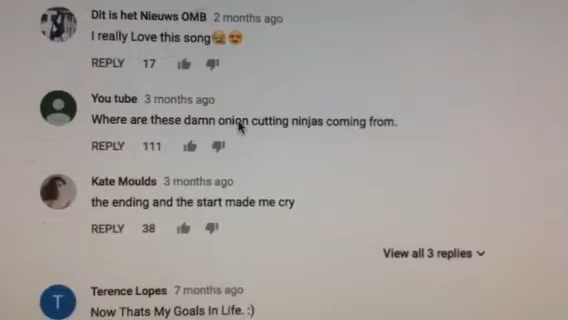 Dit is het Nieuws OMB 2 months ago
I really Love this song😂😍
REPLY 17
You tube 3 months ago
Where are these damn onion cutting ninjas coming from.
REPLY 111
Kate Moulds 3 months ago
the ending and the start made me cry
REPLY 38
View all 3 replies
T
Terence Lopes 7 months ago
Now Thats My Goals In Life. :)